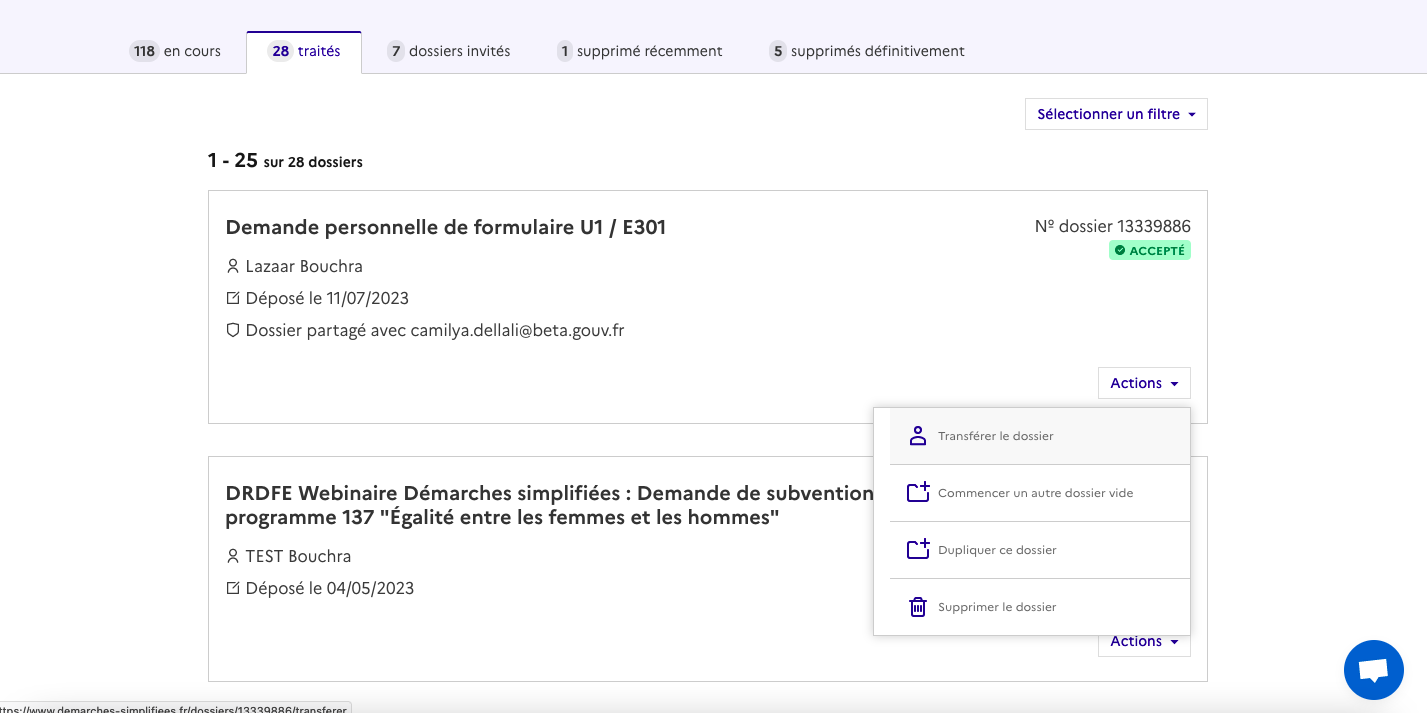 118 en cours
28 traités
7 dossiers invités
1 supprimé récemment
5 supprimés définitivement
Sélectionner un filtre
1 - 25 sur 28 dossiers
Demande personnelle de formulaire U1 / E301
Nº dossier 13339886
ACCEPTÉ
Lazaar Bouchra
Déposé le 11/07/2023
Dossier partagé avec camilya.dellali@beta.gouv.fr
Actions
Transférer le dossier
Commencer un autre dossier vide
Dupliquer ce dossier
Supprimer le dossier
DRDFE Webinaire Démarches simplifiées : Demande de subvention
programme 137 "Égalité entre les femmes et les hommes"
TEST Bouchra
Déposé le 04/05/2023
Actions
ttps://www.demarches-simplifiees.fr/dossiers/13339886/transferer